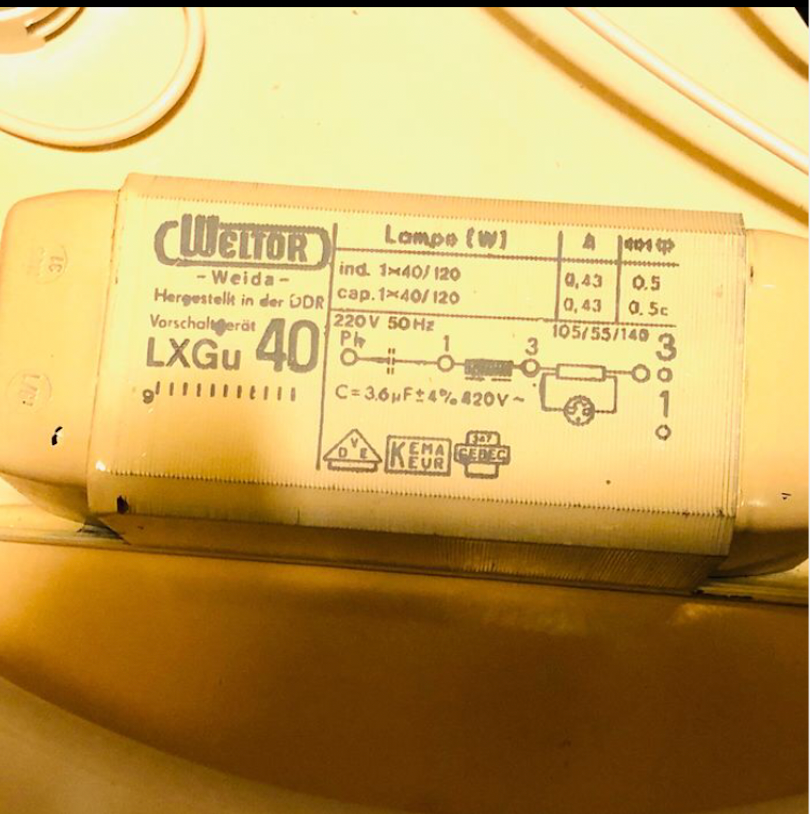 WELTOR
-Weida-
Hergestellt in der DDR
Vorschaltgerät
LXGu 40
Lampe (W) A cos φ
ind. 1×40/120 0,43 0.5
cap. 1×40/120 0,43 0.5c
220V 50Hz 105/55/140
Ph 1 3 3
C=3.6µF±4% 420V~ 1
DVE KEMA KEUR CEBEC